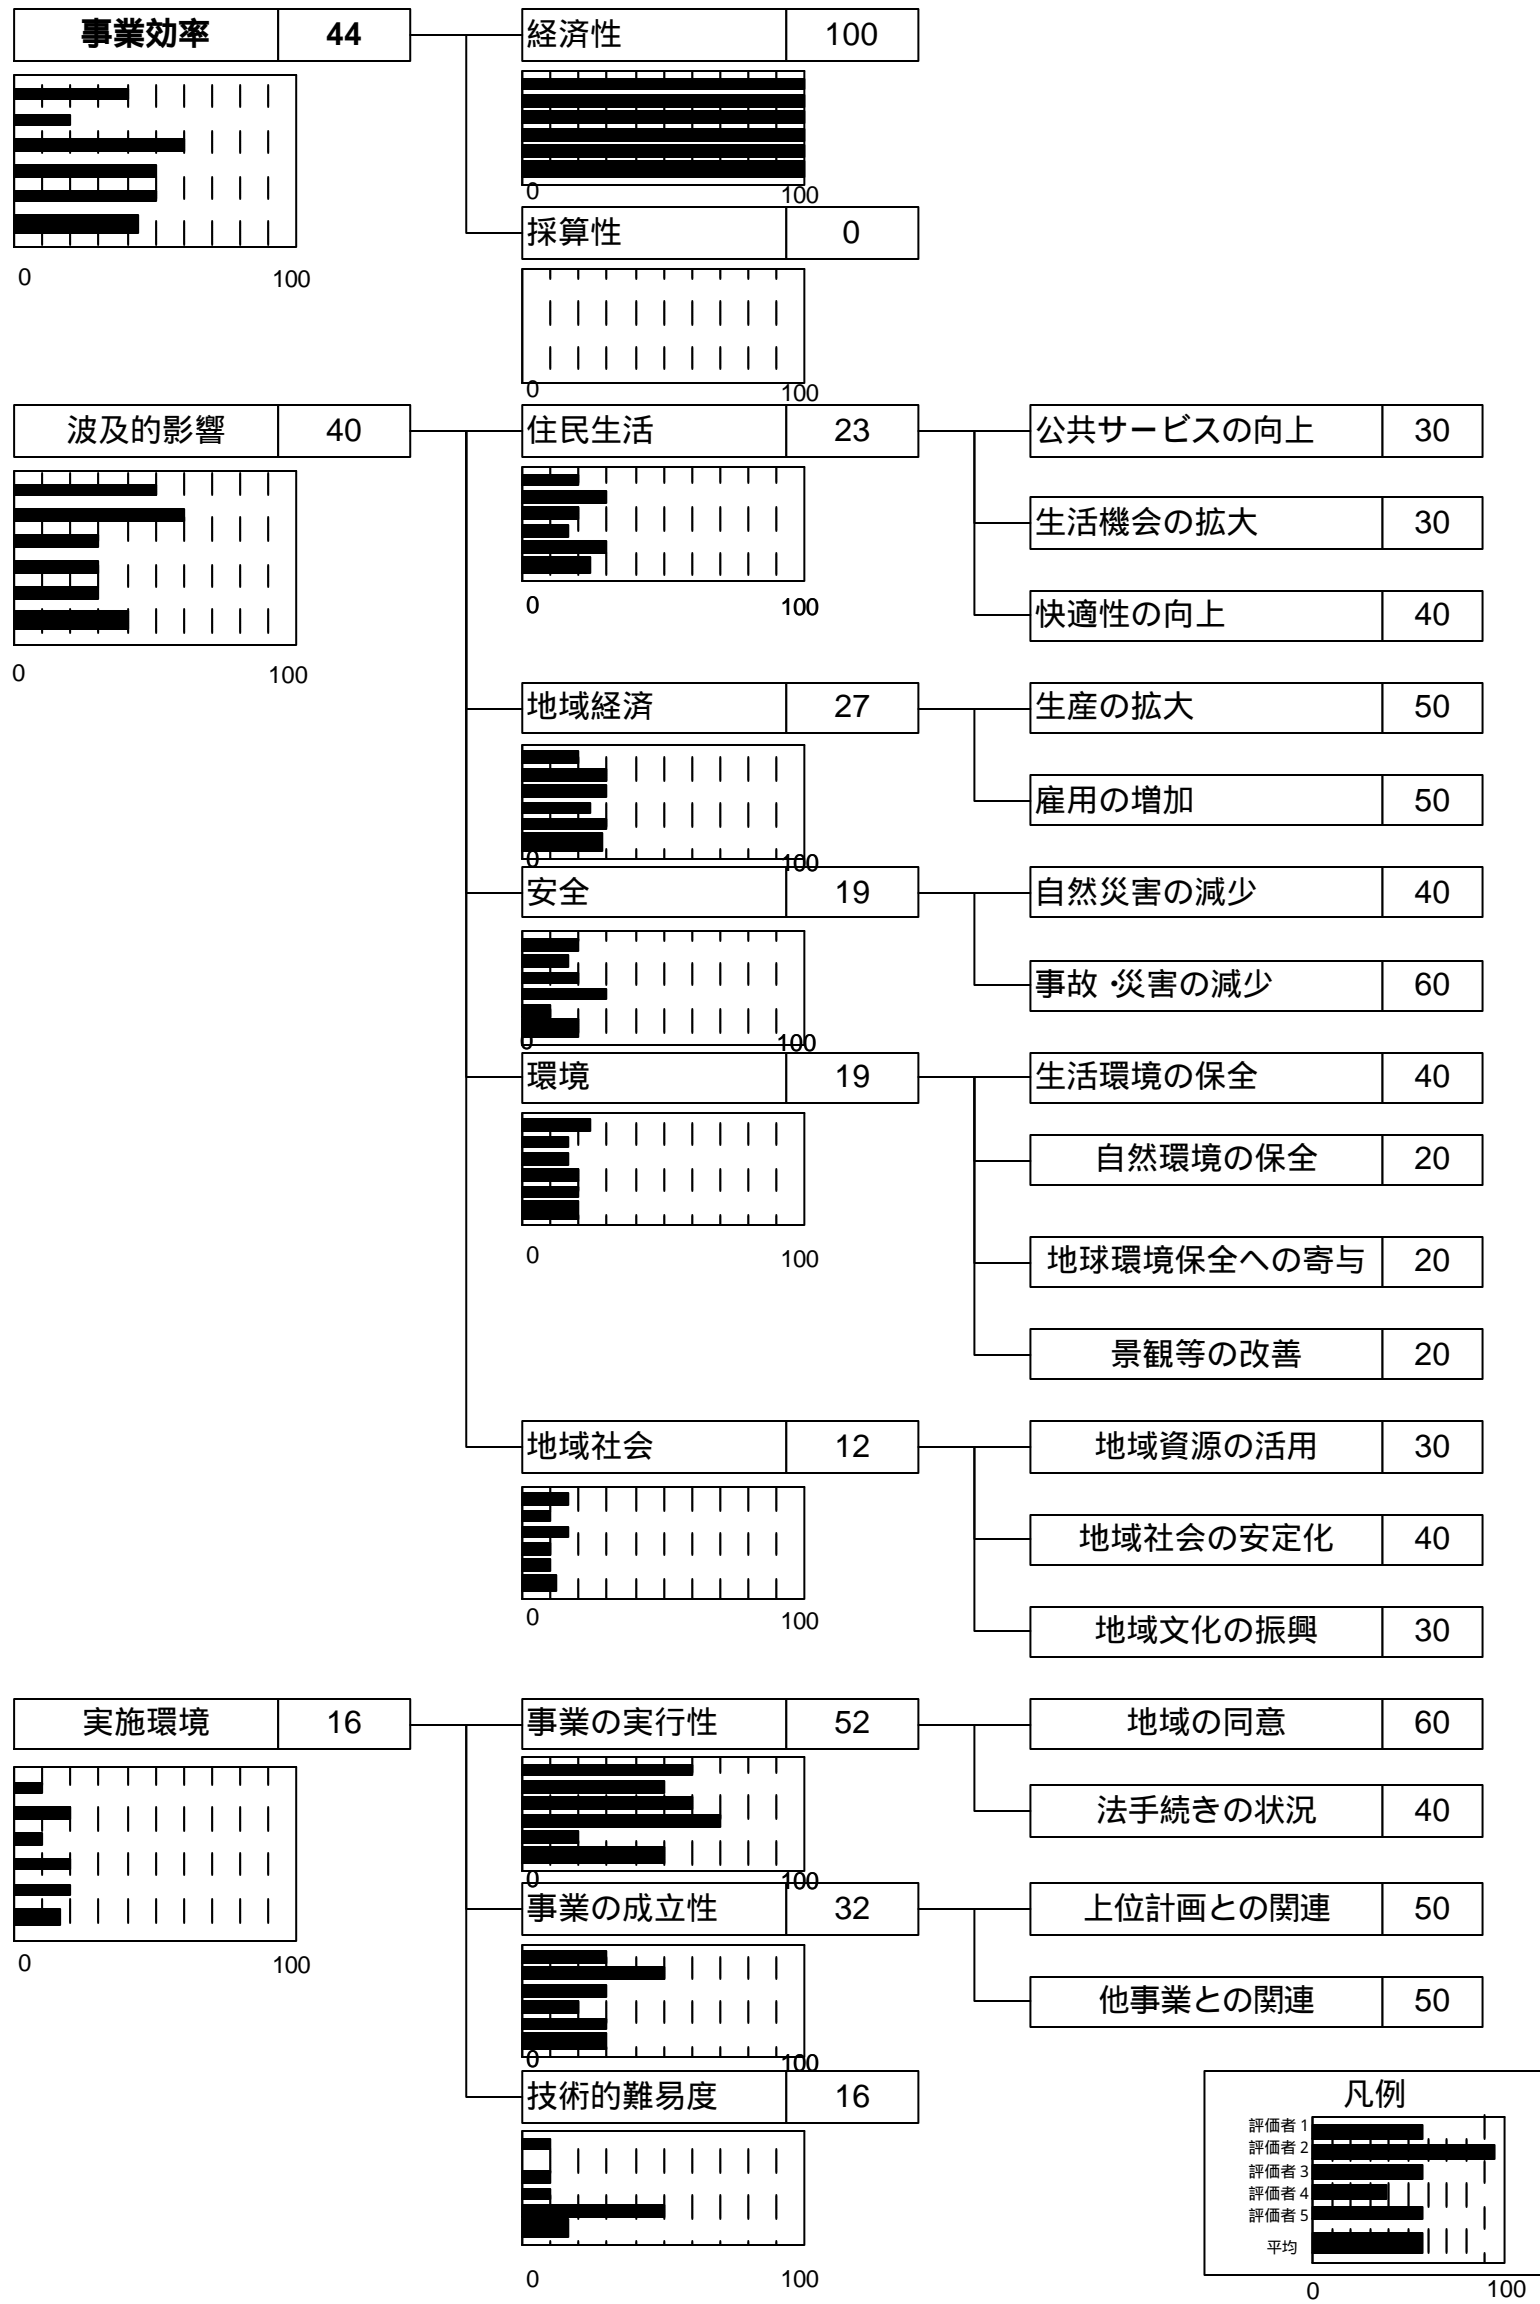 事業効率 44
経済性 100
0 100
0 100
採算性 0
0 100
波及的影響 40
住民生活 23
公共サービスの向上 30
生活機会の拡大 30
0 100
快適性の向上 40
0 100
地域経済 27
生産の拡大 50
雇用の増加 50
0 100
安全 19
自然災害の減少 40
事故・災害の減少 60
0 100
環境 19
生活環境の保全 40
自然環境の保全 20
0 100
地球環境保全への寄与 20
景観等の改善 20
地域社会 12
地域資源の活用 30
地域社会の安定化 40
0 100
地域文化の振興 30
実施環境 16
事業の実行性 52
地域の同意 60
法手続きの状況 40
0 100
事業の成立性 32
上位計画との関連 50
0 100
他事業との関連 50
0 100
技術的難易度 16
0 100
凡例
評価者 1
評価者 2
評価者 3
評価者 4
評価者 5
平均
0 100